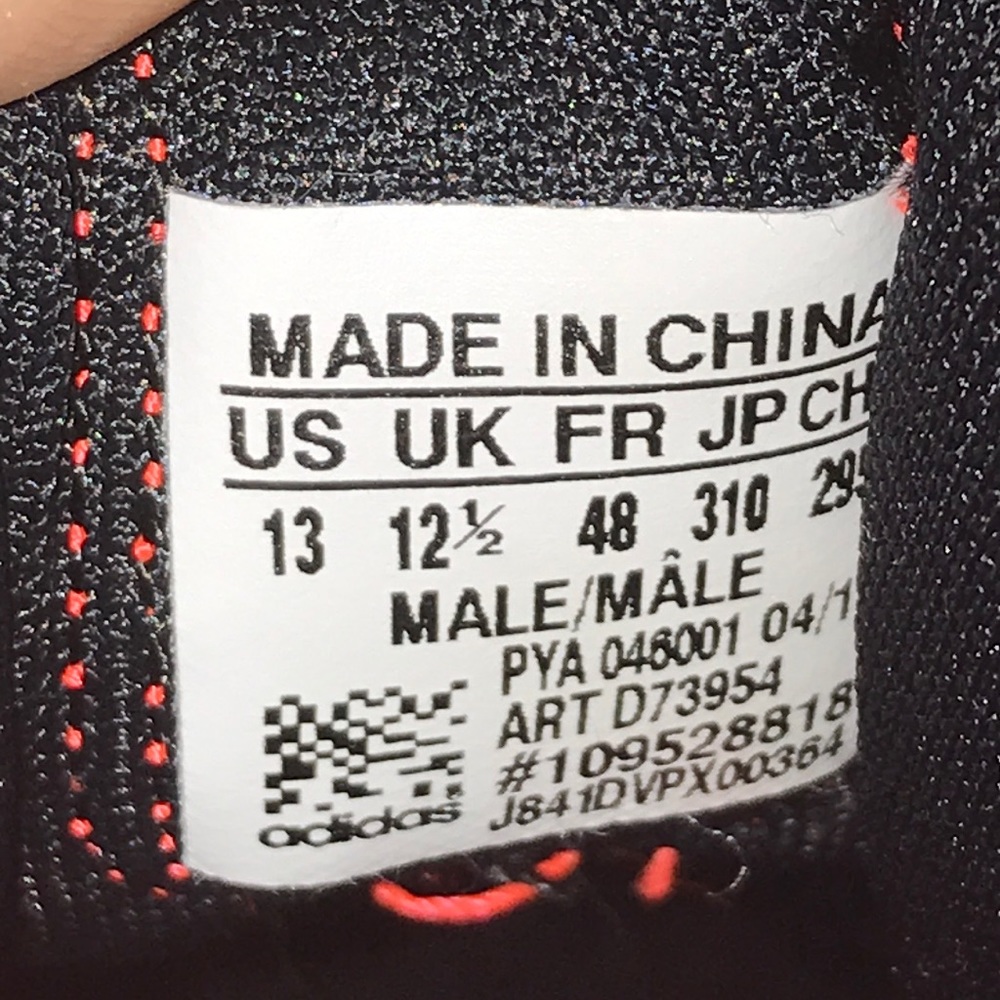 MADE IN CHINA
US UK FR JP CH
13 12½ 48 310 295
MALE/MÂLE
PYA 046001 04/1
ART D73954
#109528818
J841DVPX00364
adidas